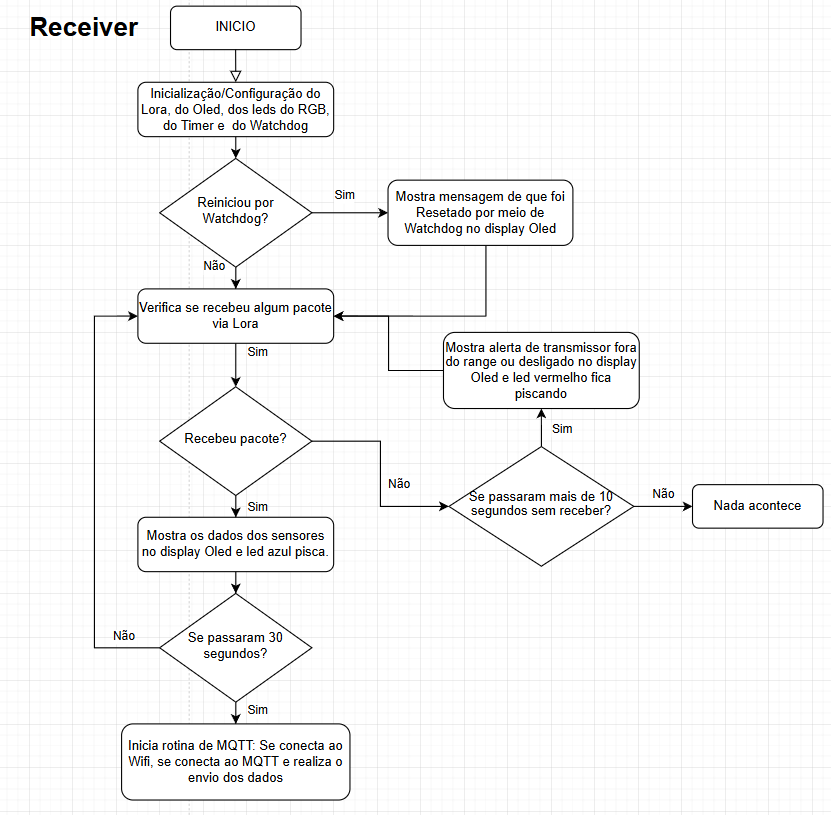 Receiver
INICIO
Inicialização/Configuração do
Lora, do Oled, dos leds do RGB,
do Timer e do Watchdog
Reiniciou por
Watchdog?
Sim
Mostra mensagem de que foi
Resetado por meio de
Watchdog no display Oled
Não
Verifica se recebeu algum pacote
via Lora
Sim
Mostra alerta de transmissor fora
do range ou desligado no display
Oled e led vermelho fica
piscando
Sim
Recebeu pacote?
Não
Se passaram mais de 10
segundos sem receber?
Não
Nada acontece
Sim
Mostra os dados dos sensores
no display Oled e led azul pisca.
Não
Se passaram 30
segundos?
Sim
Inicia rotina de MQTT: Se conecta ao
Wifi, se conecta ao MQTT e realiza o
envio dos dados